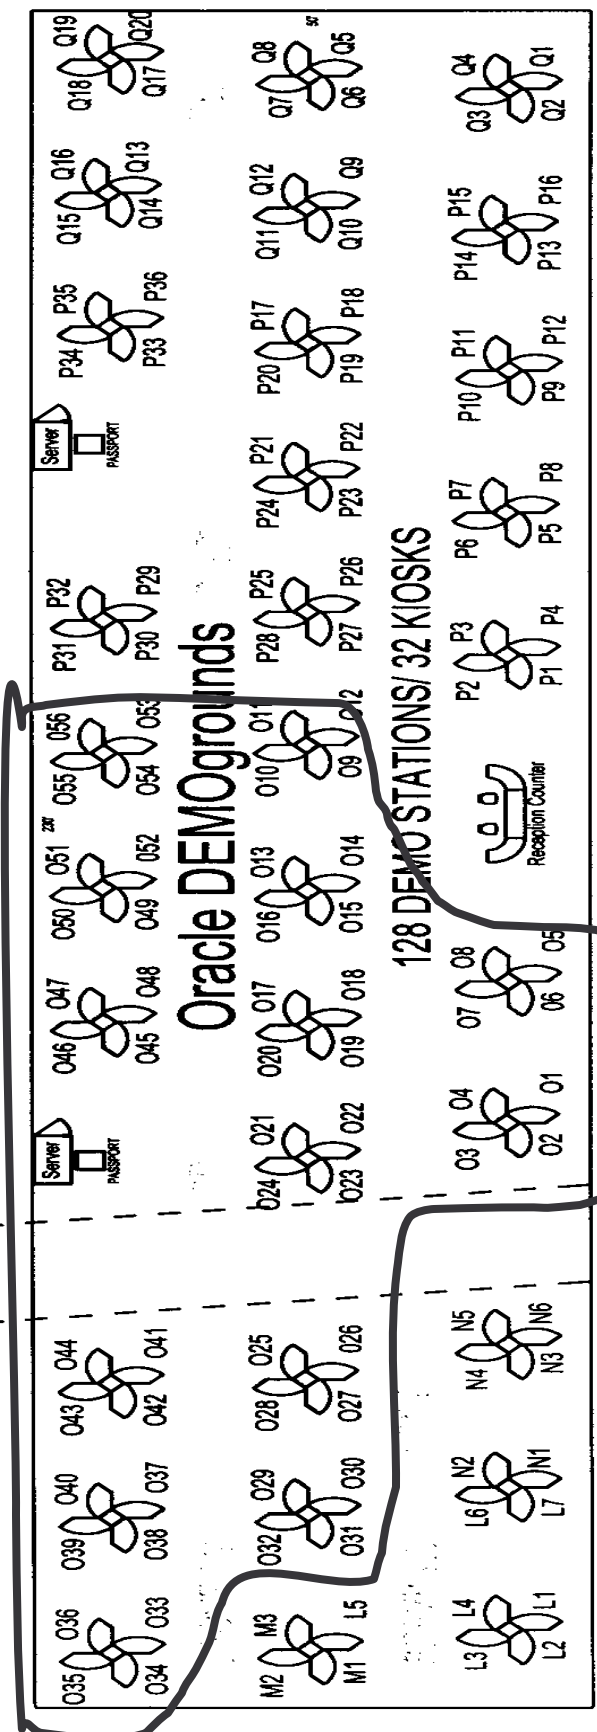 230'
O35 O36 O39 O40 O43 O44 Server O46 O47 O50 O51 O55 O56 P31 P32 Server P34 P35 Q15 Q16 Q18 Q19
PASSPORT PASSPORT
O34 O33 O38 O37 O42 O41 O45 O48 O49 O52 O54 O53 P30 P29 P33 P36 Q14 Q13 Q17 Q20
Oracle DEMOgrounds
M2 M3 O32 O29 O28 O25 O24 O21 O20 O17 O16 O13 O10 O11 P28 P25 P24 P21 P20 P17 Q11 Q12 Q7 Q8
50'
M1 L5 O31 O30 O27 O26 O23 O22 O19 O18 O15 O14 O9 O12 P27 P26 P23 P22 P19 P18 Q10 Q9 Q6 Q5
128 DEMO STATIONS/ 32 KIOSKS
L3 L4 L6 N2 N4 N5 O3 O4 O7 O8 P2 P3 P6 P7 P10 P11 P14 P15 Q3 Q4
L2 L1 L7 N1 N3 N6 O2 O1 O6 O5 Reception Counter P1 P4 P5 P8 P9 P12 P13 P16 Q2 Q1